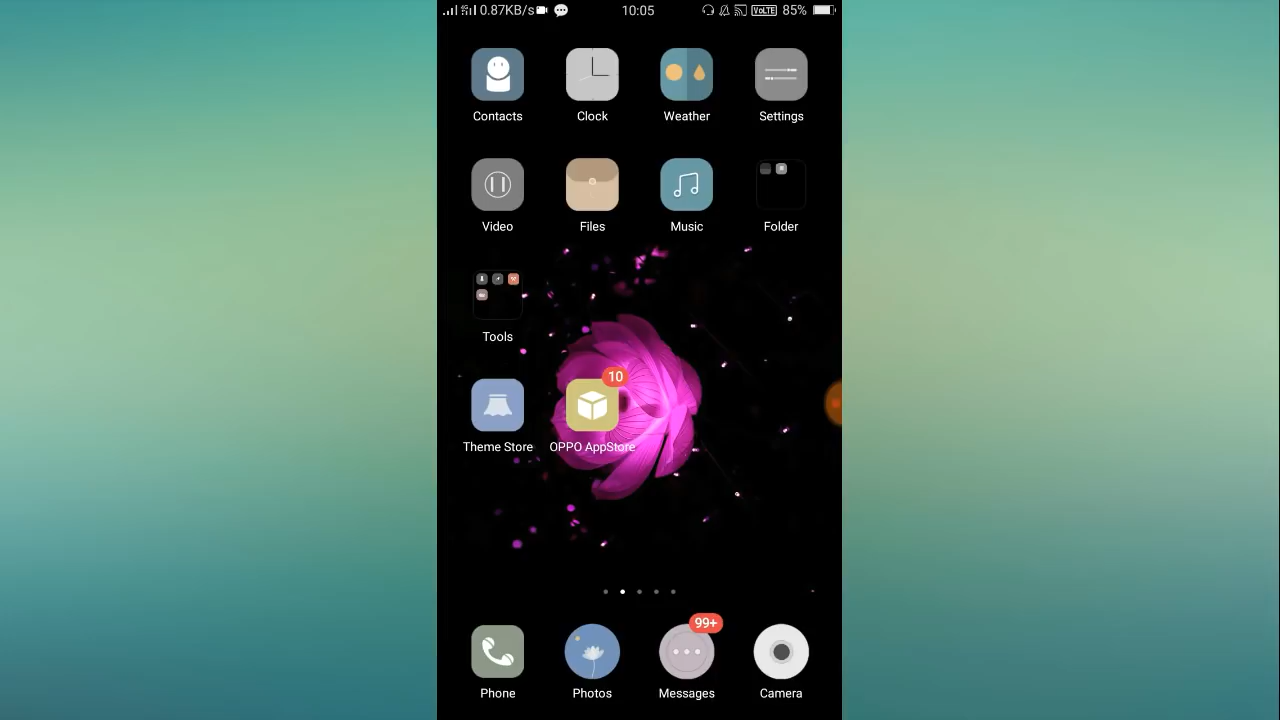 0.87KB/s 10:05 VoLTE 85%
Contacts Clock Weather Settings
Video Files Music Folder
Tools
10
Theme Store OPPO AppStore
99+
Phone Photos Messages Camera